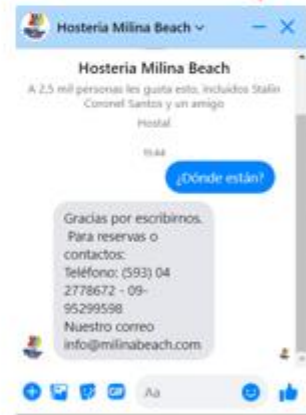 Hosteria Milina Beach
Hosteria Milina Beach
A 2,5 mil personas les gusta esto, incluidos Stalin
Coronel Santos y un amigo
Hostal
11:44
¿Dónde están?
Gracias por escribirnos.
Para reservas o
contactos:
Teléfono: (593) 04
2778672 - 09-
95299598
Nuestro correo
info@milinabeach.com
GIF
Aa